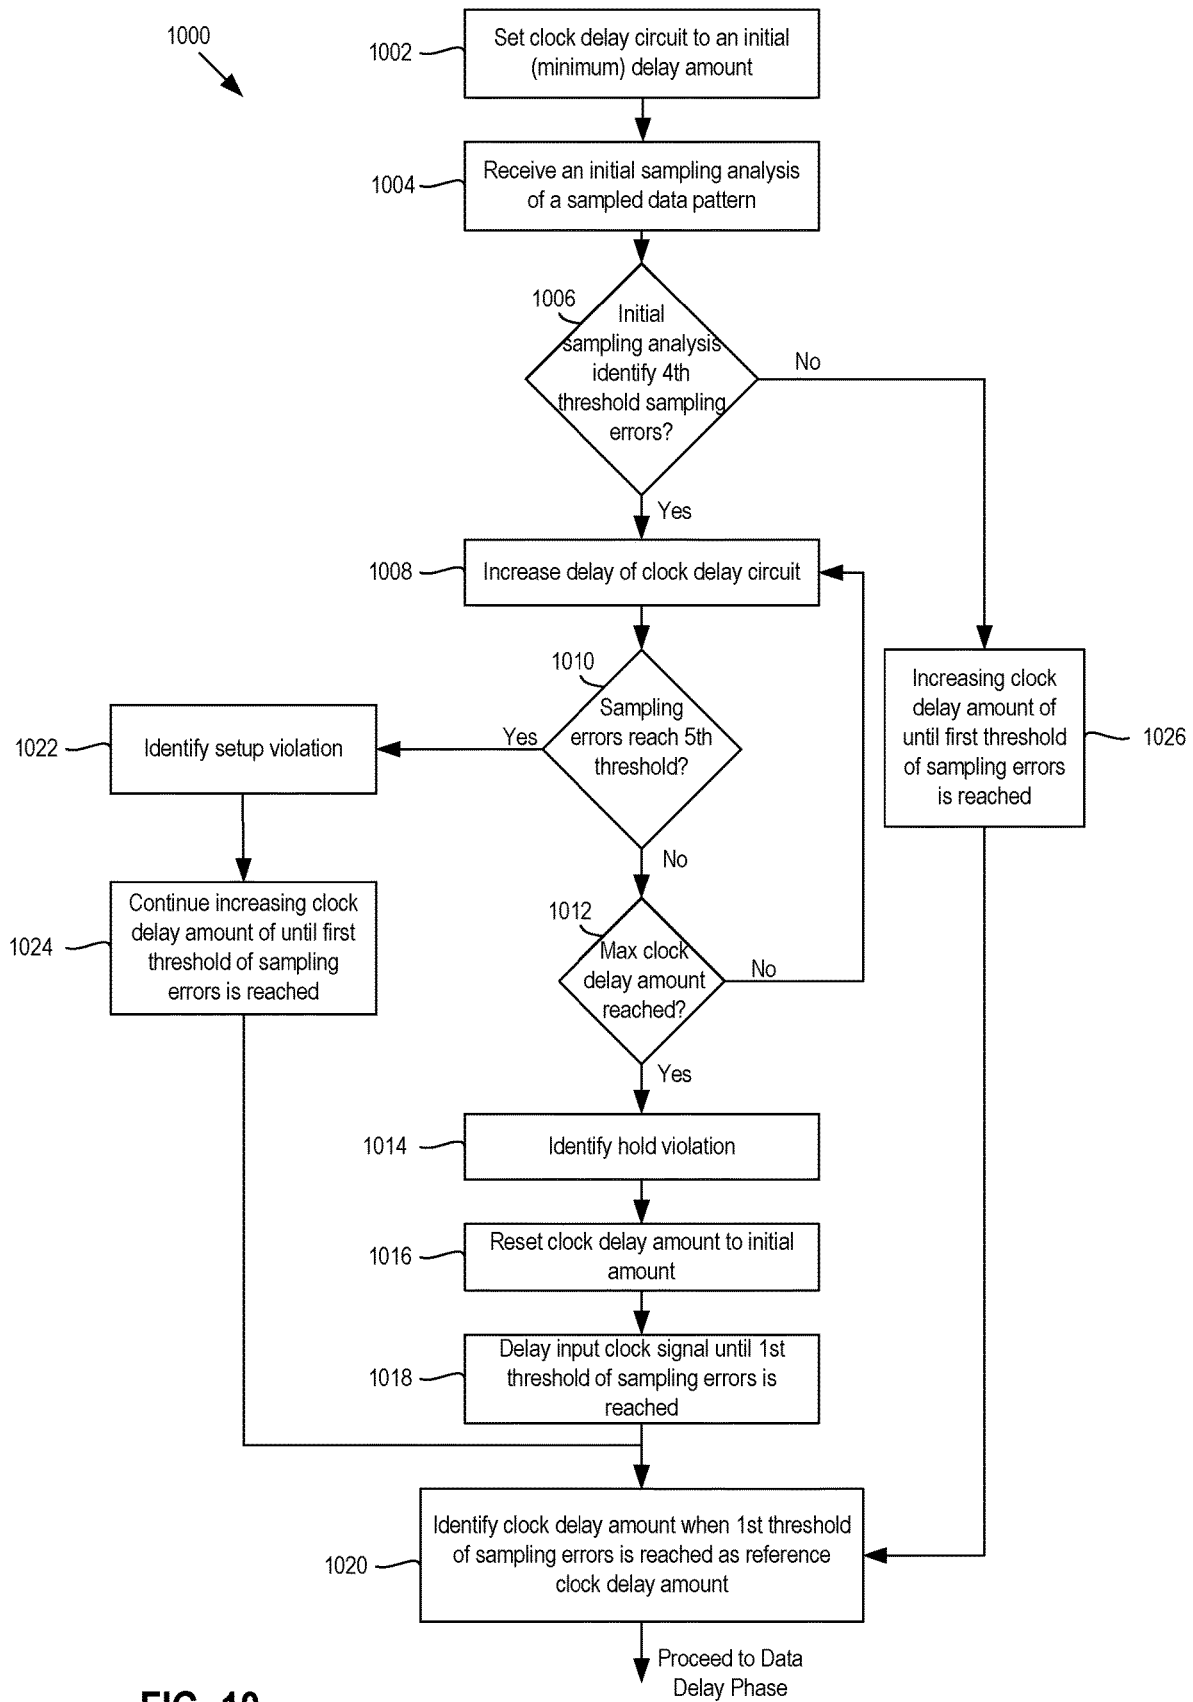 1000
1002
Set clock delay circuit to an initial
(minimum) delay amount
1004
Receive an initial sampling analysis
of a sampled data pattern
1006
Initial
sampling analysis
identify 4th
threshold sampling
errors?
No
Yes
1008
Increase delay of clock delay circuit
1010
Sampling
errors reach 5th
threshold?
Yes
No
1022
Identify setup violation
Increasing clock
delay amount of
until first threshold
of sampling errors
is reached
1026
1024
Continue increasing clock
delay amount of until first
threshold of sampling
errors is reached
1012
Max clock
delay amount
reached?
No
Yes
1014
Identify hold violation
1016
Reset clock delay amount to initial
amount
1018
Delay input clock signal until 1st
threshold of sampling errors is
reached
1020
Identify clock delay amount when 1st threshold
of sampling errors is reached as reference
clock delay amount
Proceed to Data
Delay Phase
FIG. 10